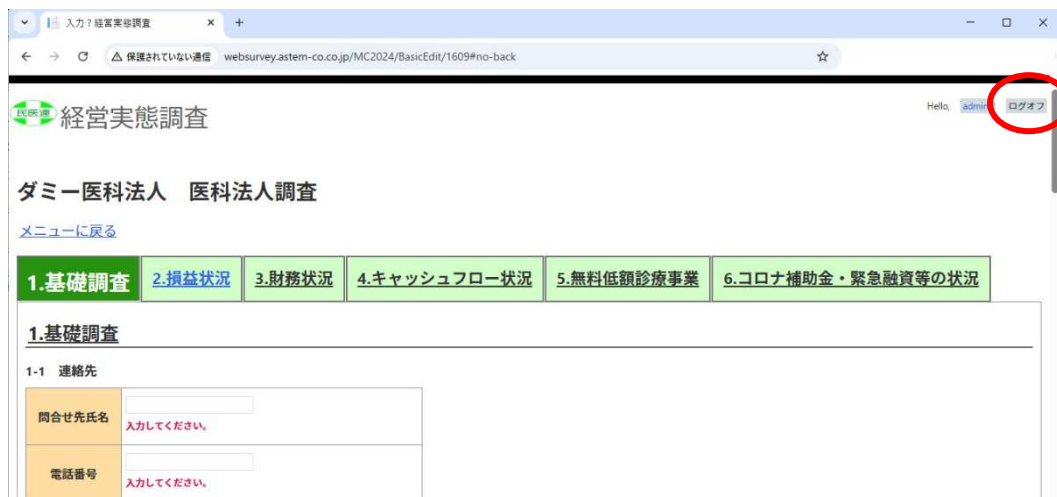 入力?経営実態調査
保護されていない通信 websurvey.astem-co.co.jp/MC2024/BasicEdit/1609#no-back
民医連 経営実態調査
Hello, admin! ログオフ
ダミー医科法人 医科法人調査
メニューに戻る
1.基礎調査 2.損益状況 3.財務状況 4.キャッシュフロー状況 5.無料低額診療事業 6.コロナ補助金・緊急融資等の状況
1.基礎調査
1-1 連絡先
問合せ先氏名
入力してください。
電話番号
入力してください。